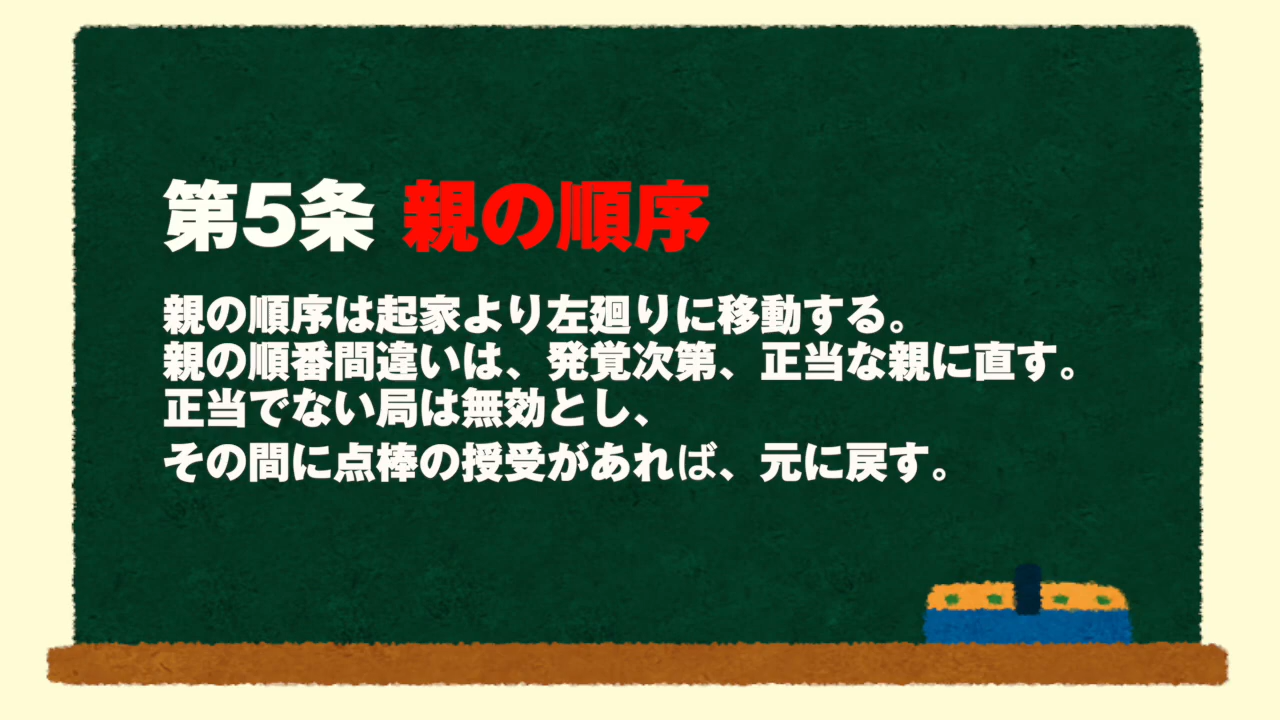 第5条 親の順序
親の順序は起家より左廻りに移動する。
親の順番間違いは、発覚次第、正当な親に直す。
正当でない局は無効とし、
その間に点棒の授受があれば、元に戻す。